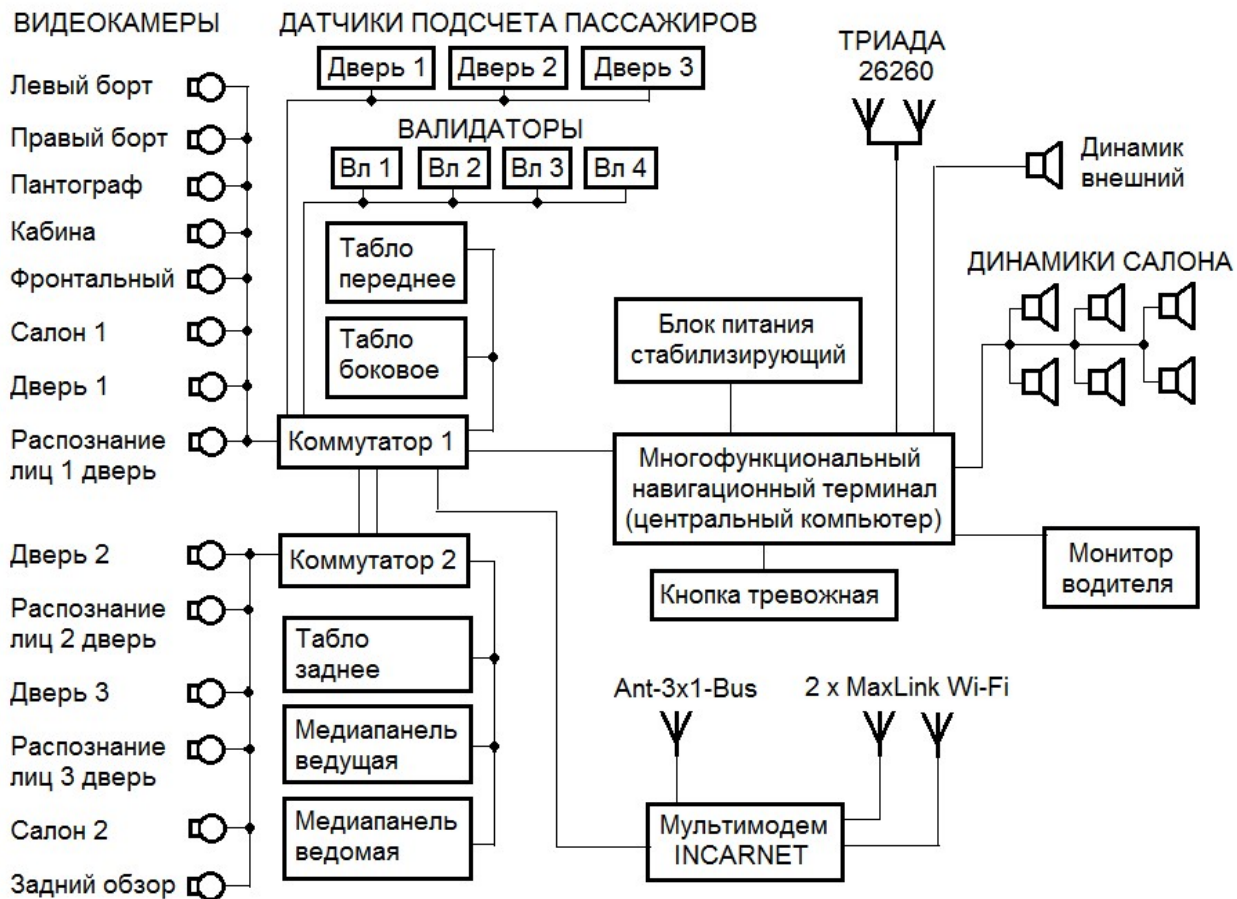 ВИДЕОКАМЕРЫ
Левый борт
Правый борт
Пантограф
Кабина
Фронтальный
Салон 1
Дверь 1
Распознание
лиц 1 дверь
Дверь 2
Распознание
лиц 2 дверь
Дверь 3
Распознание
лиц 3 дверь
Салон 2
Задний обзор
ДАТЧИКИ ПОДСЧЕТА ПАССАЖИРОВ
Дверь 1
Дверь 2
Дверь 3
ВАЛИДАТОРЫ
Вл 1
Вл 2
Вл 3
Вл 4
Табло
переднее
Табло
боковое
Коммутатор 1
Коммутатор 2
Табло
заднее
Медиапанель
ведущая
Медиапанель
ведомая
ТРИАДА
26260
Динамик
внешний
ДИНАМИКИ САЛОНА
Блок питания
стабилизирующий
Многофункциональный
навигационный терминал
(центральный компьютер)
Кнопка тревожная
Монитор
водителя
Ant-3x1-Bus
2 x MaxLink Wi-Fi
Мультимодем
INCARNET